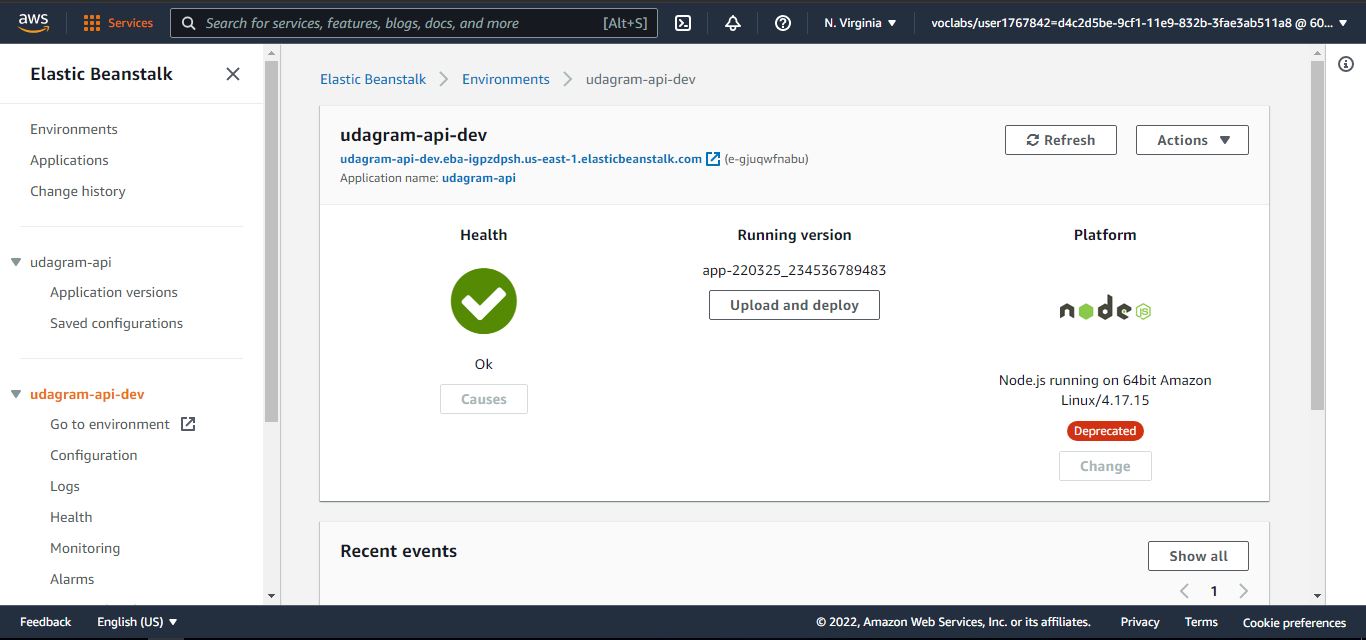 aws
Services
Search for services, features, blogs, docs, and more [Alt+S]
N. Virginia
voclabs/user1767842=d4c2d5be-9cf1-11e9-832b-3fae3ab511a8 @ 60...
Elastic Beanstalk
Environments
Applications
Change history
udagram-api
Application versions
Saved configurations
udagram-api-dev
Go to environment
Configuration
Logs
Health
Monitoring
Alarms
Elastic Beanstalk
Environments
udagram-api-dev
udagram-api-dev
udagram-api-dev.eba-igpzdpsh.us-east-1.elasticbeanstalk.com (e-gjuqwfnabu)
Application name: udagram-api
Refresh
Actions
Health
Ok
Causes
Running version
app-220325_234536789483
Upload and deploy
Platform
node JS
Node.js running on 64bit Amazon
Linux/4.17.15
Deprecated
Change
Recent events
Show all
1
Feedback
English (US)
© 2022, Amazon Web Services, Inc. or its affiliates.
Privacy
Terms
Cookie preferences